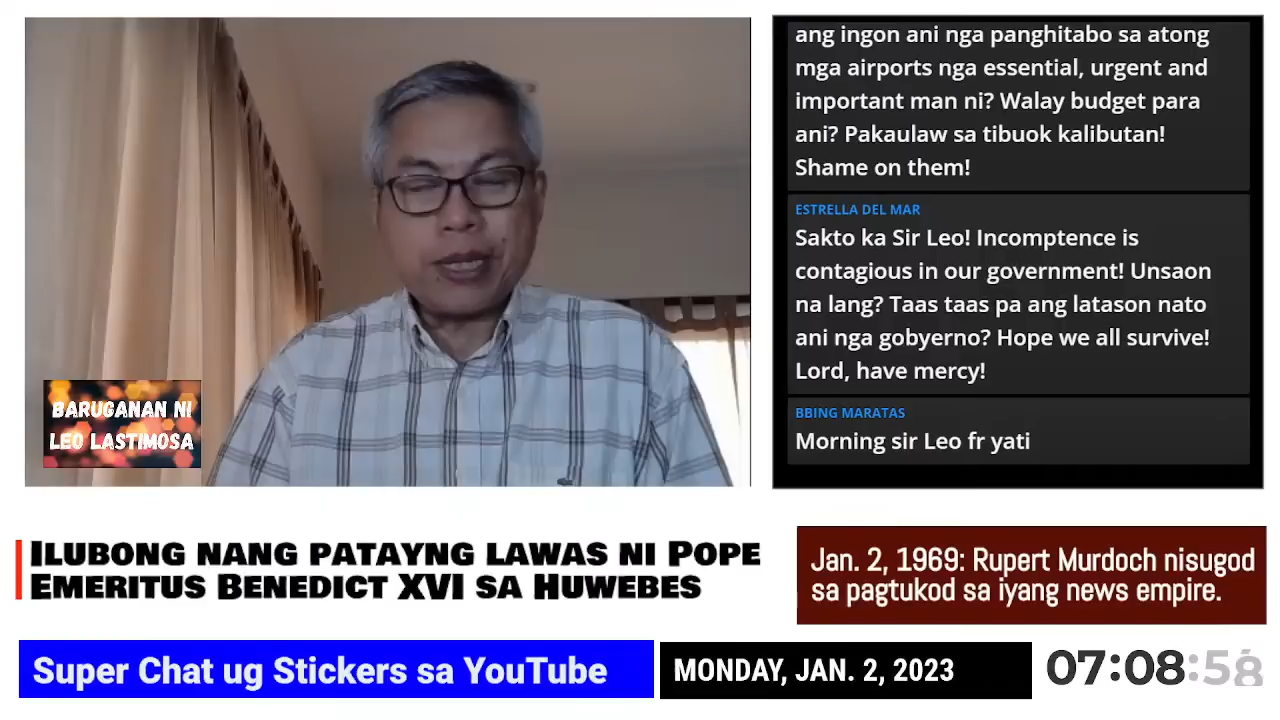 BARUGANAN NI
LEO LASTIMOSA
ang ingon ani nga panghitabo sa atong
mga airports nga essential, urgent and
important man ni? Walay budget para
ani? Pakaulaw sa tibuok kalibutan!
Shame on them!
ESTRELLA DEL MAR
Sakto ka Sir Leo! Incomptence is
contagious in our government! Unsaon
na lang? Taas taas pa ang latason nato
ani nga gobyerno? Hope we all survive!
Lord, have mercy!
BBING MARATAS
Morning sir Leo fr yati
ILUBONG NANG PATAYNG LAWAS NI POPE
EMERITUS BENEDICT XVI SA HUWEBES
Jan. 2, 1969: Rupert Murdoch nisugod
sa pagtukod sa iyang news empire.
Super Chat ug Stickers sa YouTube
MONDAY, JAN. 2, 2023
07:08:58